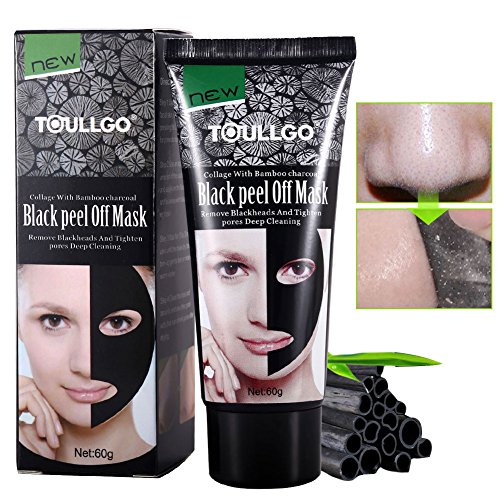 new
TOULLGO
Collage With Bamboo charcoal
Black peel Off Mask
Remove Blackheads And Tighten
pores Deep Cleaning
Net:60g
new
TOULLGO
Collage With Bamboo charcoal
Black peel Off Mask
Remove Blackheads And Tighten
pores Deep Cleaning
Net:60g